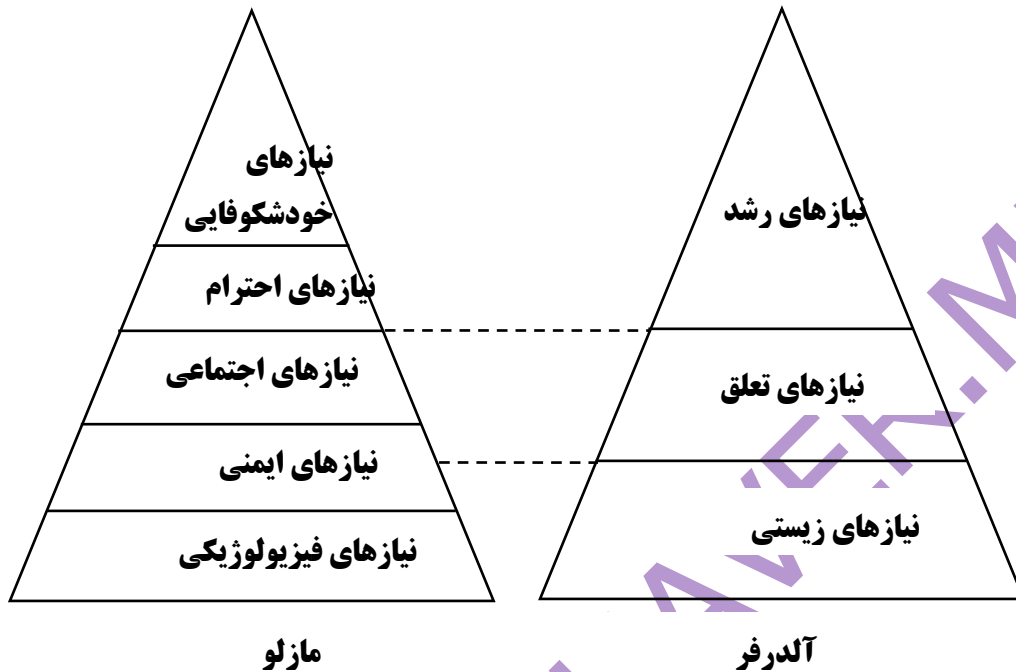 نیازهای
خودشکوفایی
نیازهای احترام
نیازهای اجتماعی
نیازهای ایمنی
نیازهای فیزیولوژیکی
مازلو
نیازهای رشد
نیازهای تعلق
نیازهای زیستی
آلدرفر